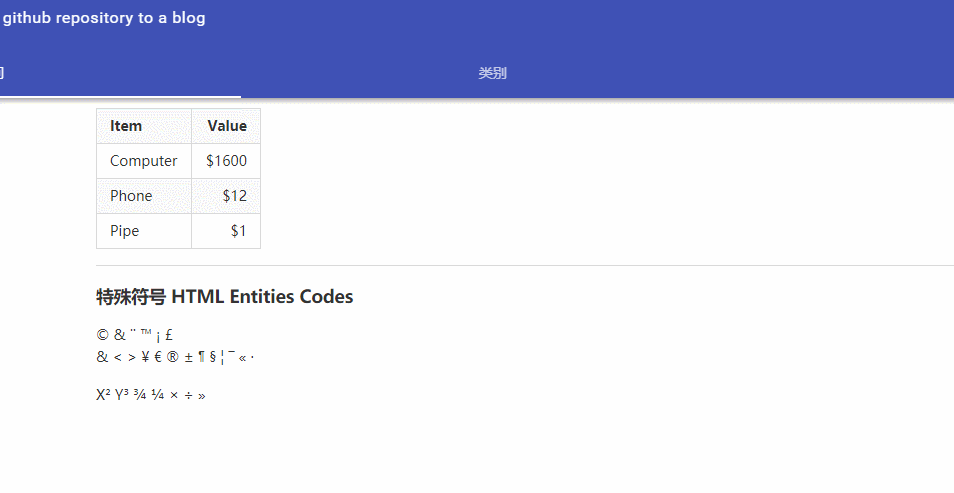 github repository to a blog
类别
Item Value
Computer $1600
Phone $12
Pipe $1
特殊符号 HTML Entities Codes
© & ¨ ™ ¡ £
& < > ¥ € ® ± ¶ § ¦ ¯ « ·
X² Y³ ¾ ¼ × ÷ »